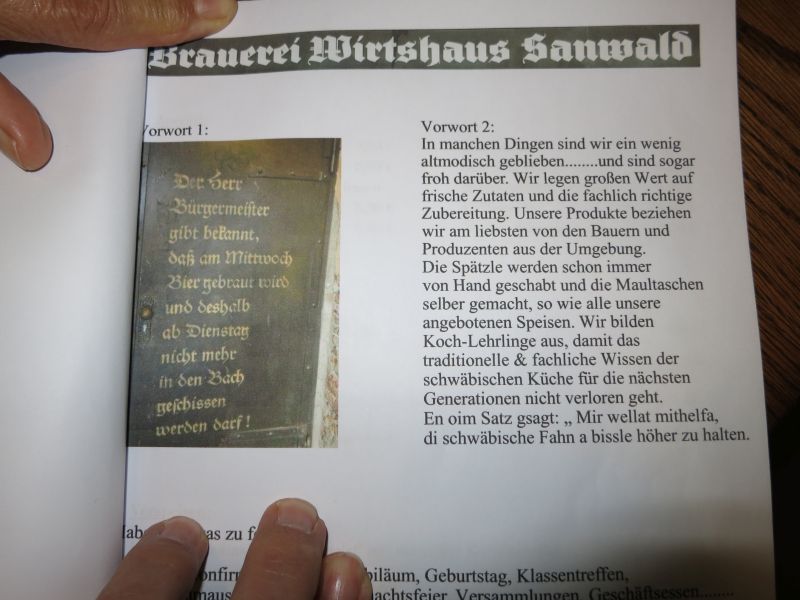 Brauerei Wirtshaus Sanwald
Vorwort 1:
Der Herr
Bürgermeister
gibt bekannt,
daß am Mittwoch
Bier gebraut wird
und deshalb
ab Dienstag
nicht mehr
in den Bach
geschissen
werden darf!
Vorwort 2:
In manchen Dingen sind wir ein wenig
altmodisch geblieben........und sind sogar
froh darüber. Wir legen großen Wert auf
frische Zutaten und die fachlich richtige
Zubereitung. Unsere Produkte beziehen
wir am liebsten von den Bauern und
Produzenten aus der Umgebung.
Die Spätzle werden schon immer
von Hand geschabt und die Maultaschen
selber gemacht, so wie alle unsere
angebotenen Speisen. Wir bilden
Koch-Lehrlinge aus, damit das
traditionelle & fachliche Wissen der
schwäbischen Küche für die nächsten
Generationen nicht verloren geht.
En oim Satz gsagt: „ Mir wellat mithelfa,
di schwäbische Fahn a bissle höher zu halten.
zu
Geburtstag, Klassentreffen,
Versammlungen, Geschäftsessen........